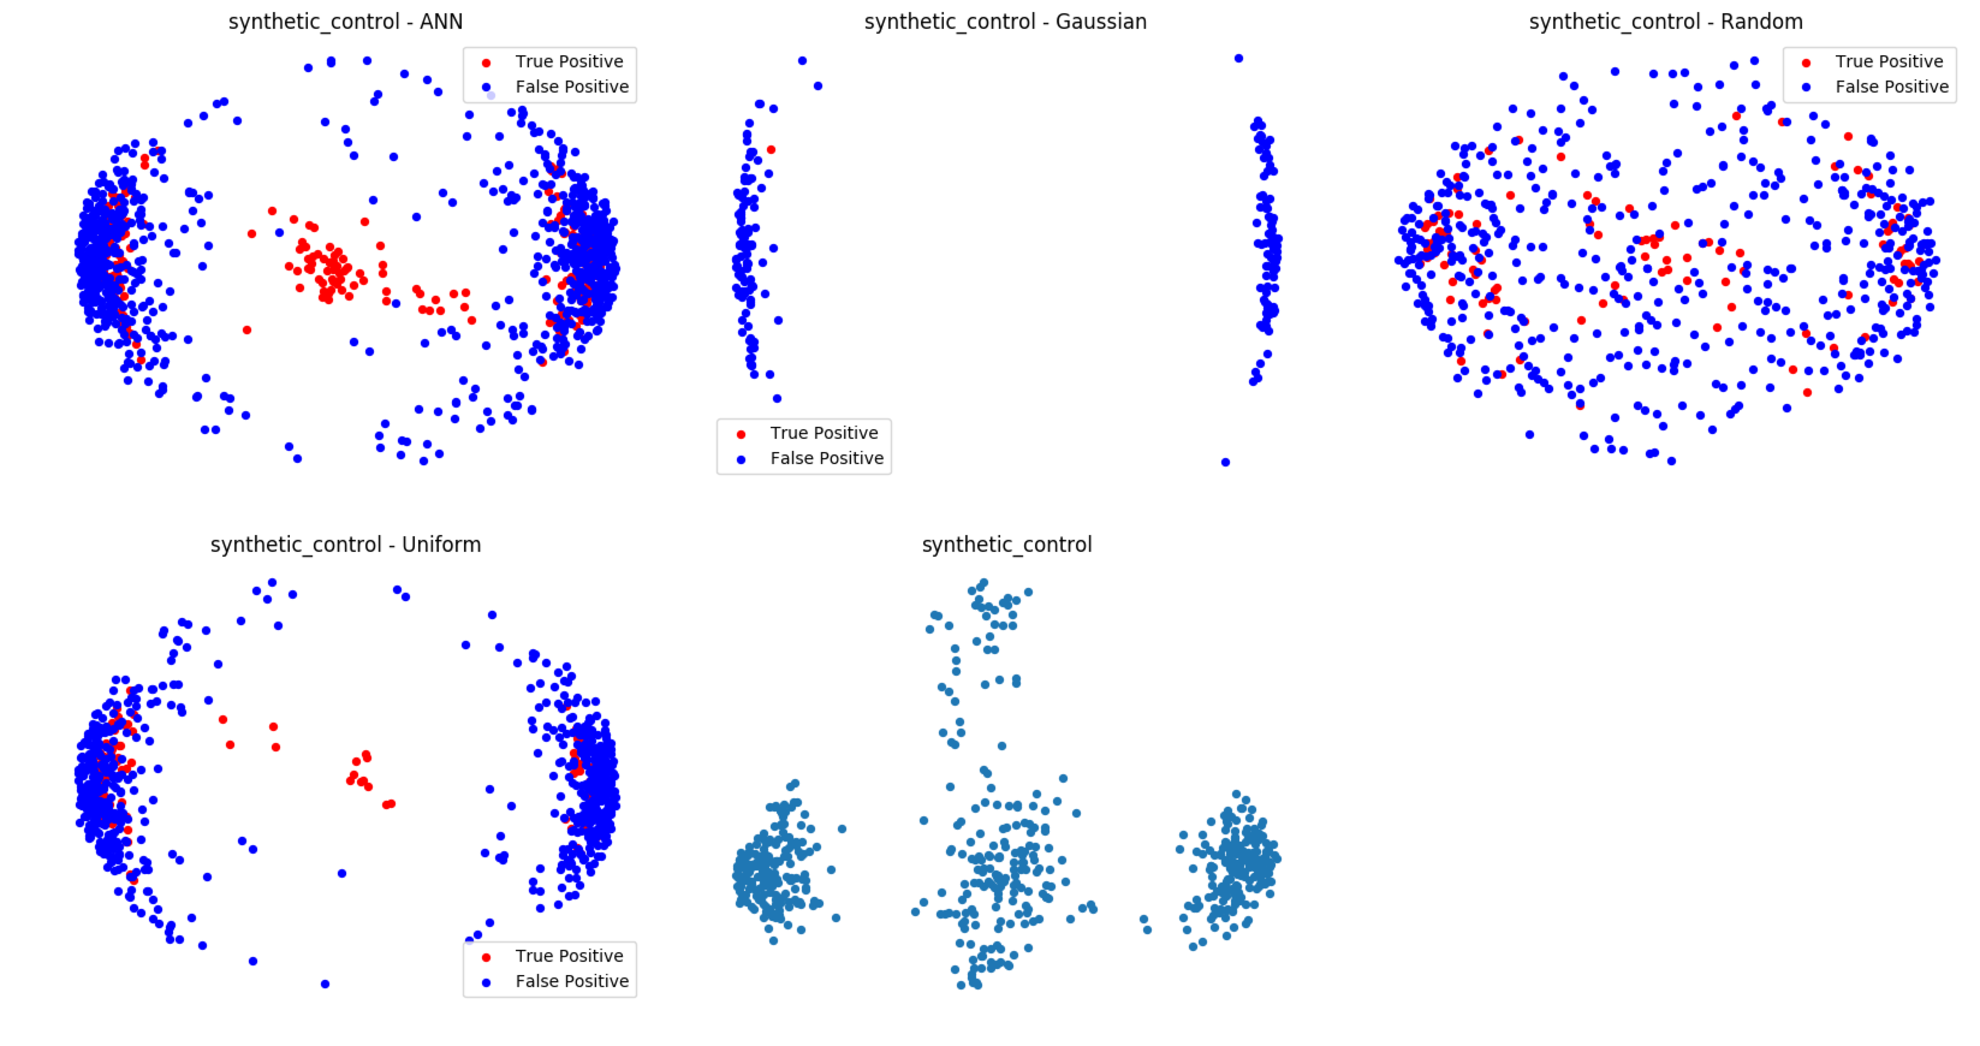 synthetic_control - ANN
True Positive
False Positive
synthetic_control - Gaussian
True Positive
False Positive
synthetic_control - Random
True Positive
False Positive
synthetic_control - Uniform
True Positive
False Positive
synthetic_control